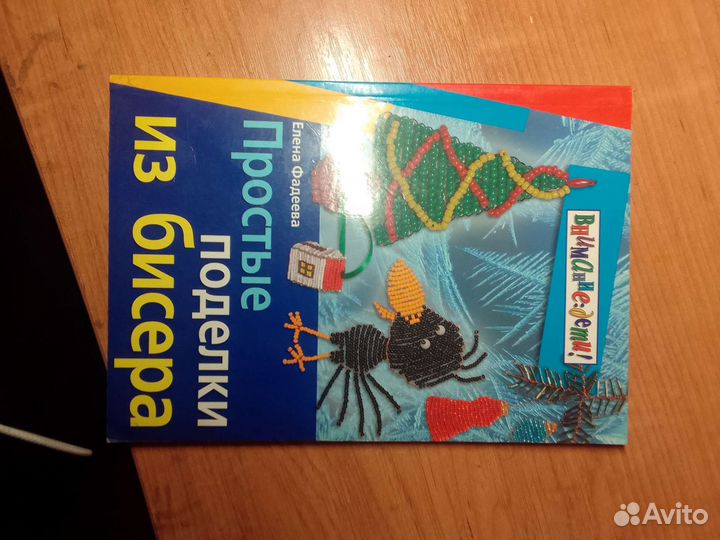 Внимание: дети!
Елена Фадеева
Простые
поделки
из бисера
Avito